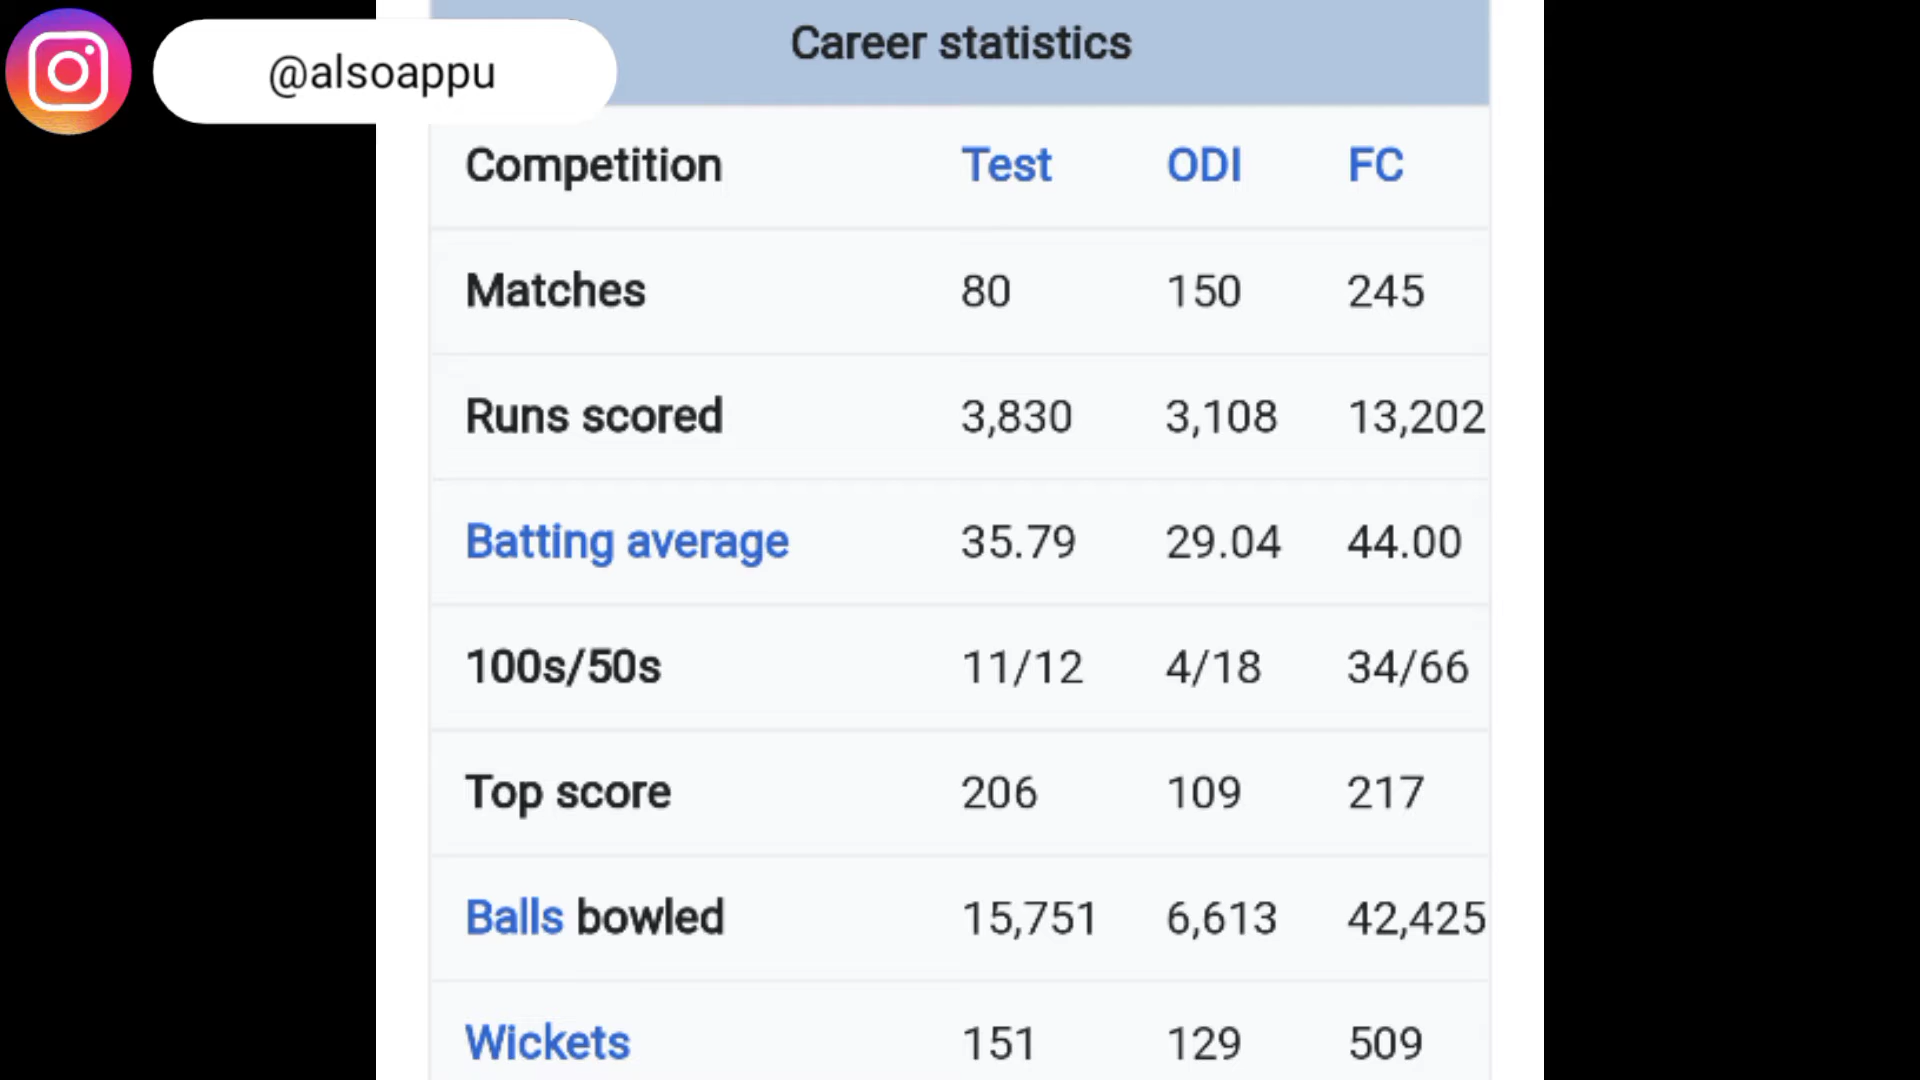 @alsoappu
Career statistics
Competition Test ODI FC
Matches 80 150 245
Runs scored 3,830 3,108 13,202
Batting average 35.79 29.04 44.00
100s/50s 11/12 4/18 34/66
Top score 206 109 217
Balls bowled 15,751 6,613 42,425
Wickets 151 129 509